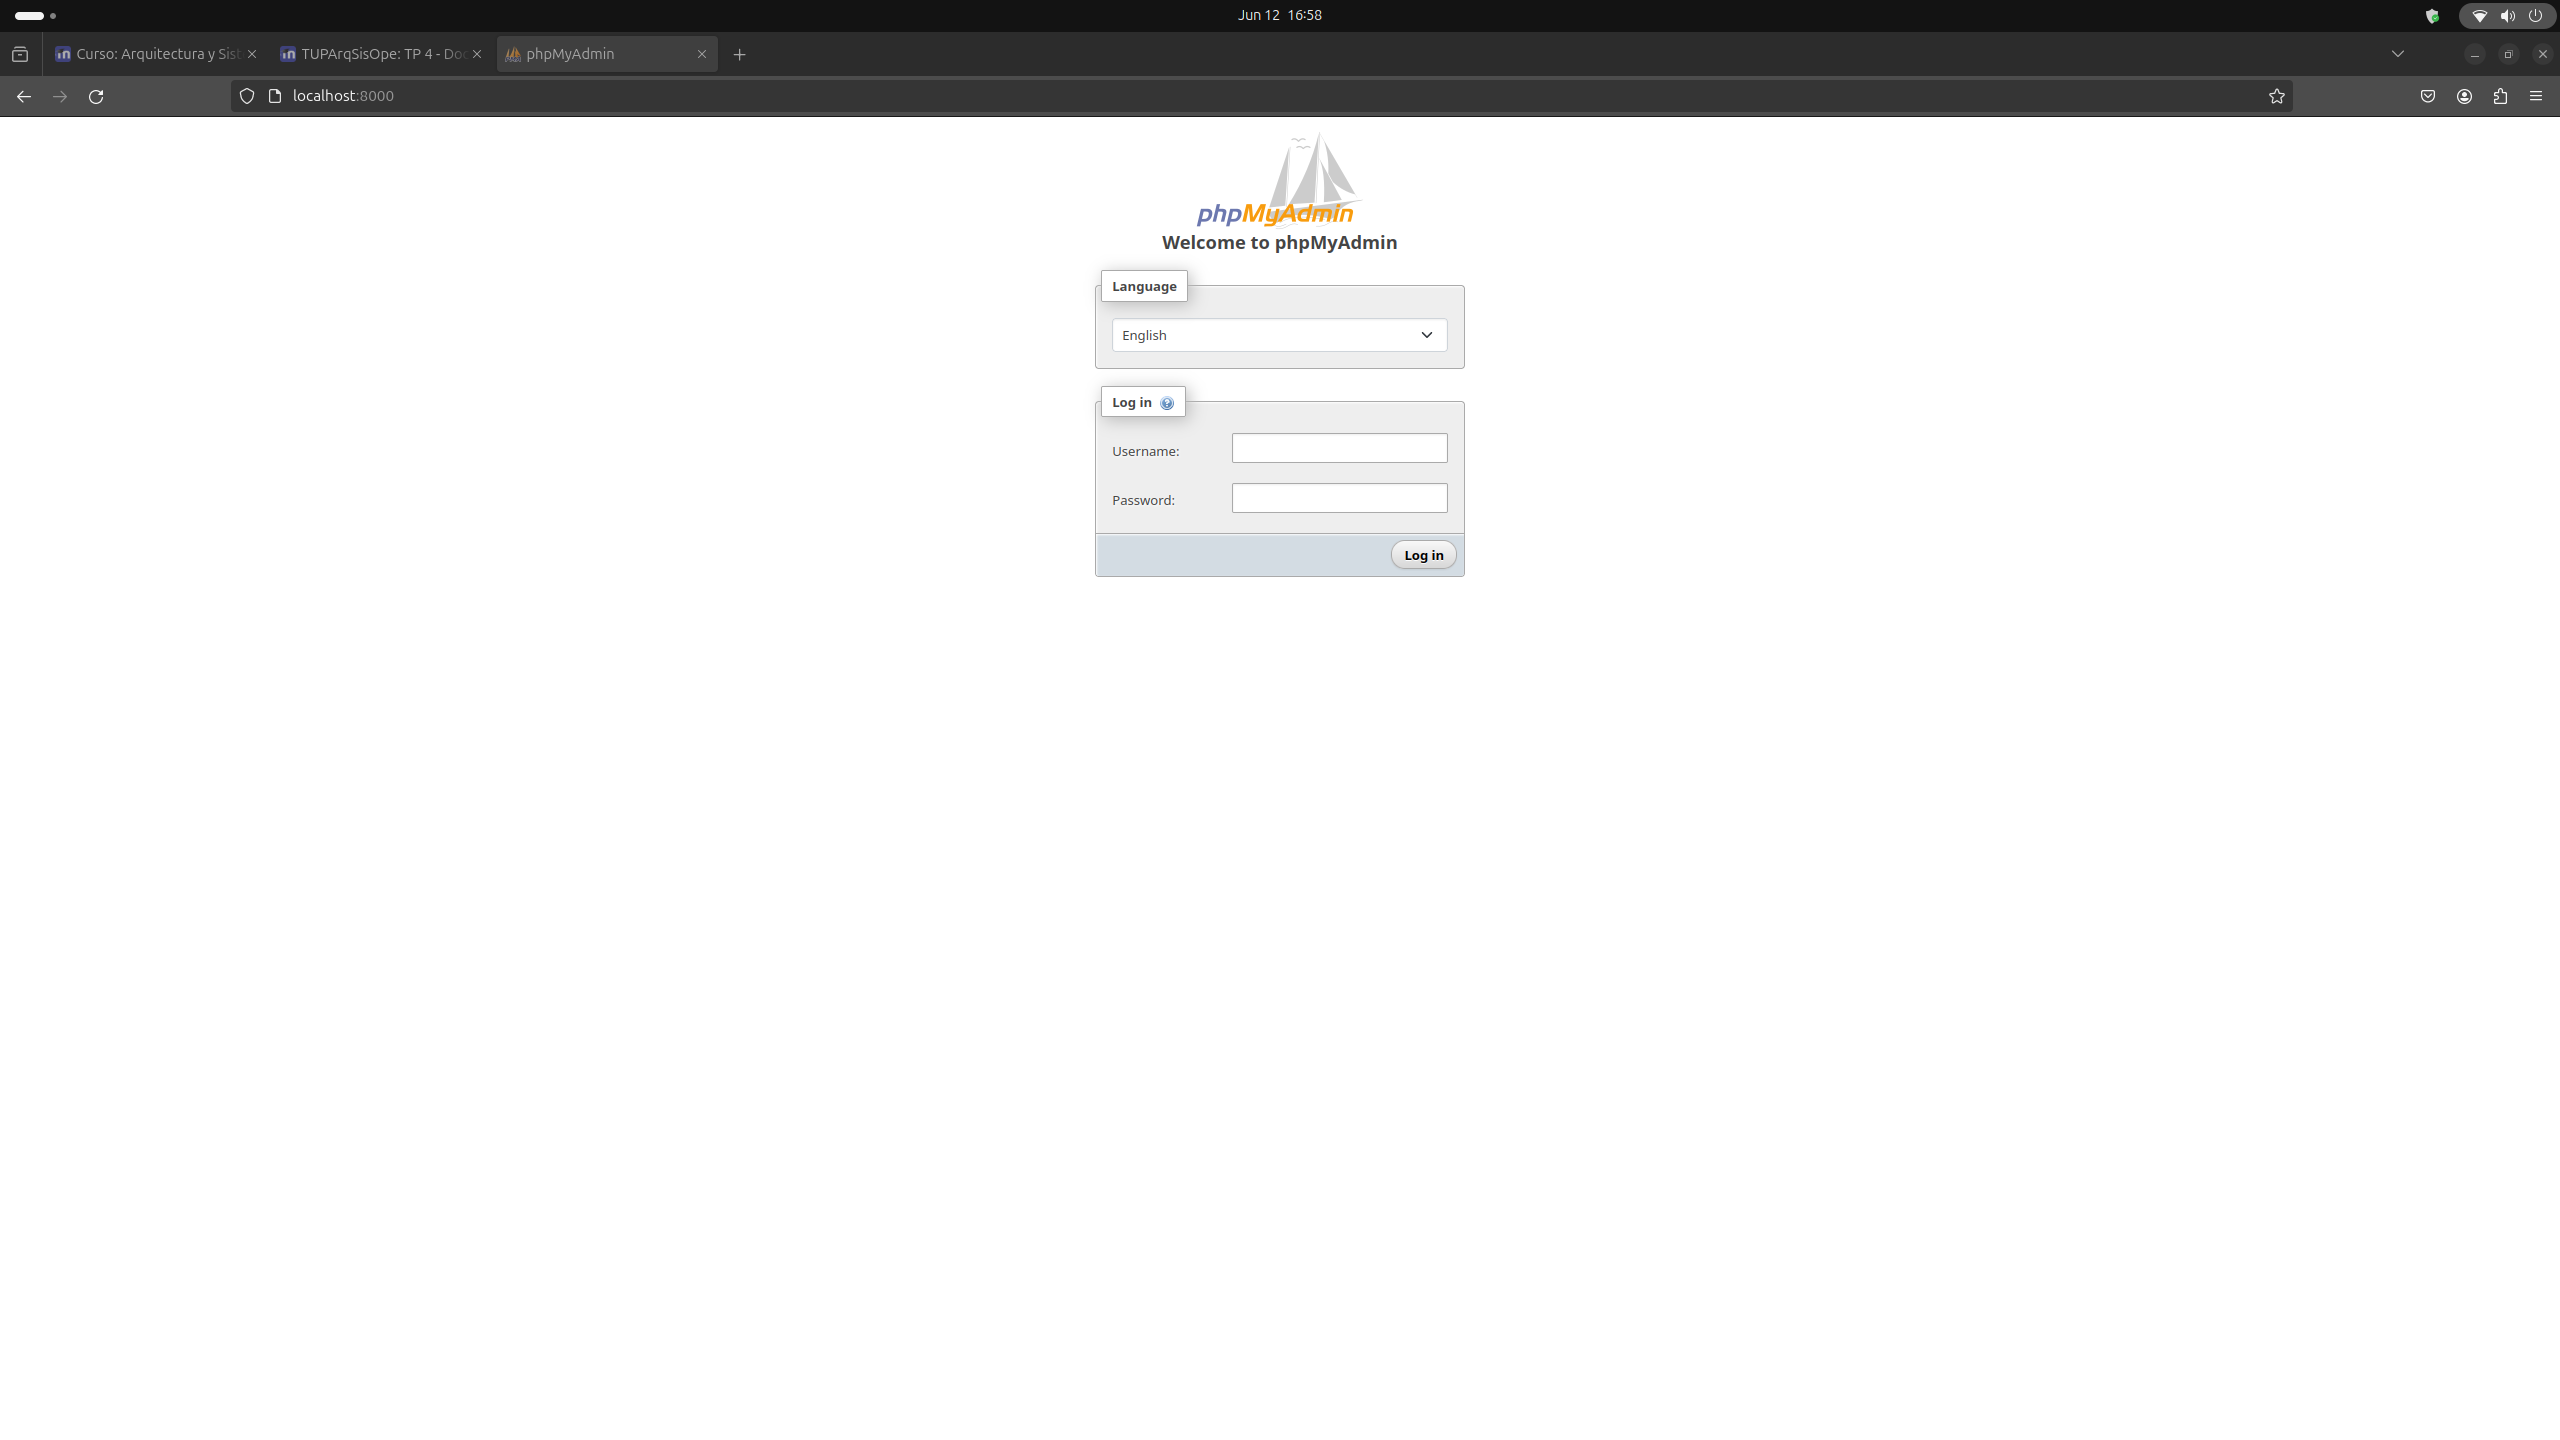 Jun 12 16:58
Curso: Arquitectura y Sist
TUPArqSisOpe: TP 4 - Doc
phpMyAdmin
localhost:8000
phpMyAdmin
Welcome to phpMyAdmin
Language
English
Log in
Username:
Password:
Log in